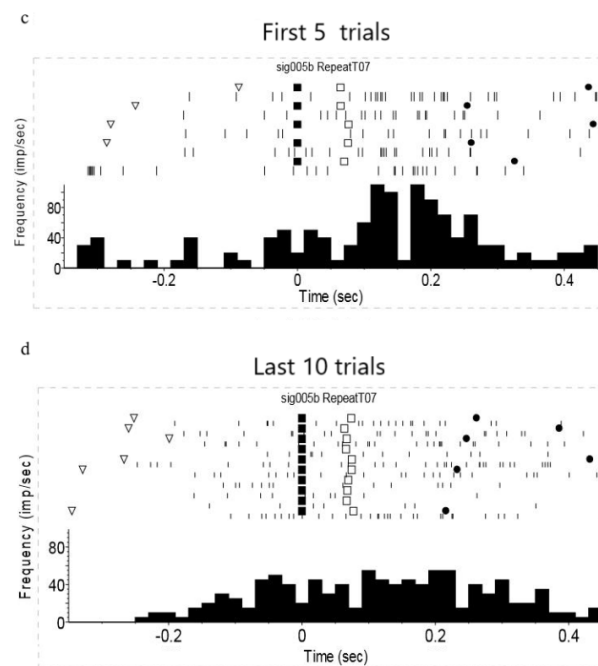 c
First 5 trials
sig005b RepeatT07
Frequency (imp/sec)
80
40
0
-0.2 0 0.2 0.4
Time (sec)
d
Last 10 trials
sig005b RepeatT07
Frequency (imp/sec)
80
40
0
-0.2 0 0.2 0.4
Time (sec)